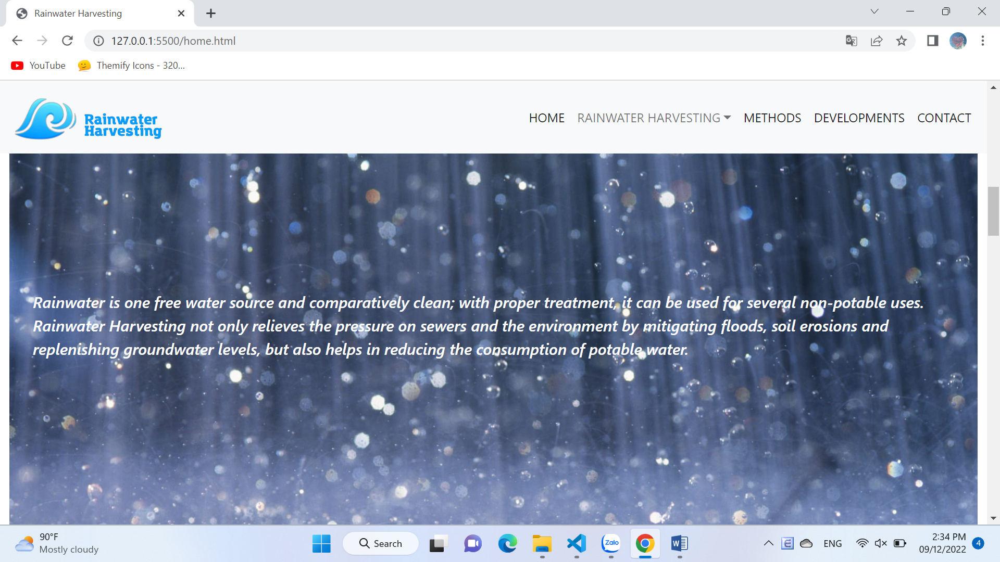 Rainwater Harvesting
127.0.0.1:5500/home.html
YouTube
Themify Icons - 320...
Rainwater
Harvesting
HOME RAINWATER HARVESTING METHODS DEVELOPMENTS CONTACT
Rainwater is one free water source and comparatively clean; with proper treatment, it can be used for several non-potable uses.
Rainwater Harvesting not only relieves the pressure on sewers and the environment by mitigating floods, soil erosions and
replenishing groundwater levels, but also helps in reducing the consumption of potable water.
90°F
Mostly cloudy
Search
Zalo
ENG
2:34 PM
09/12/2022
4